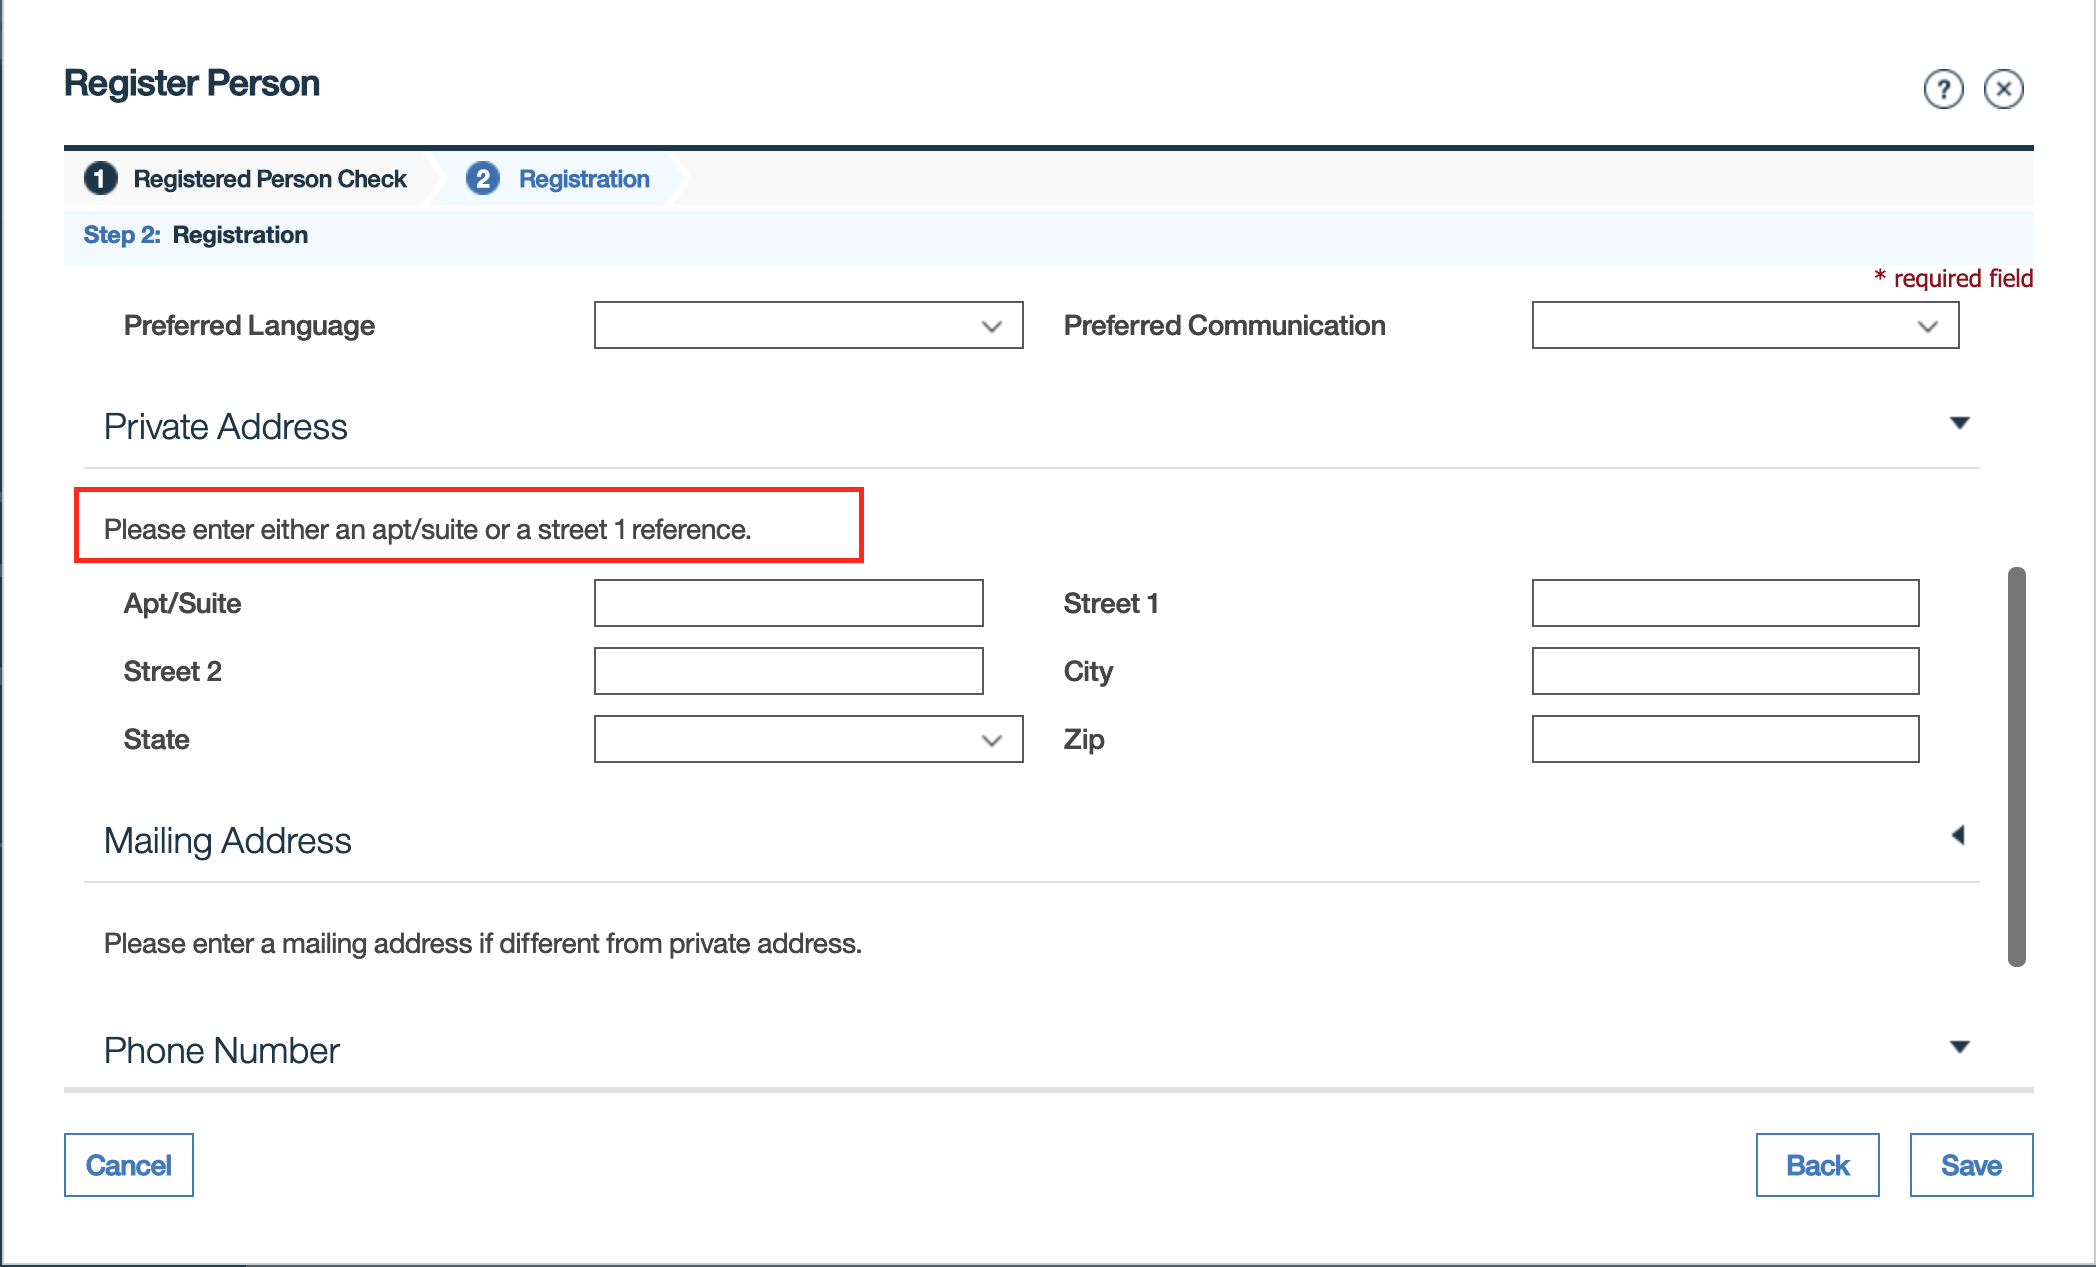 Register Person
?
1 Registered Person Check 2 Registration
Step 2: Registration
* required field
Preferred Language Preferred Communication
Private Address
Please enter either an apt/suite or a street 1 reference.
Apt/Suite Street 1
Street 2 City
State Zip
Mailing Address
Please enter a mailing address if different from private address.
Phone Number
Cancel Back Save